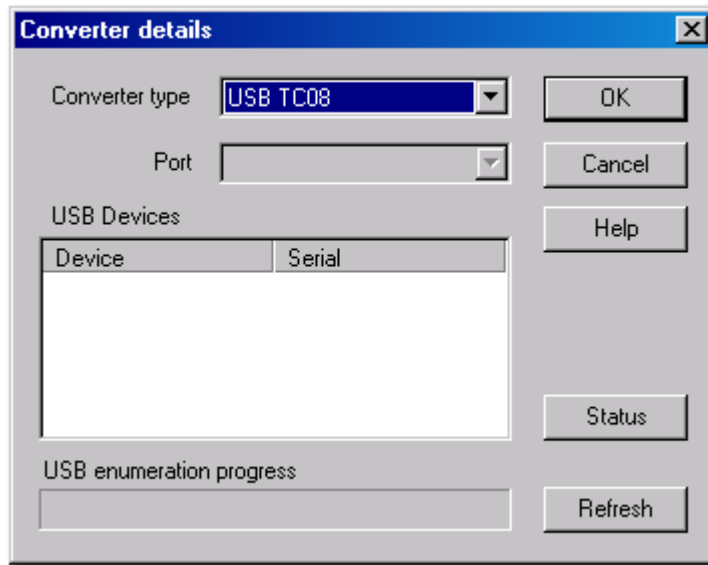 Converter details
Converter type USB TC08 OK
Port Cancel
USB Devices Help
Device Serial
Status
USB enumeration progress
Refresh